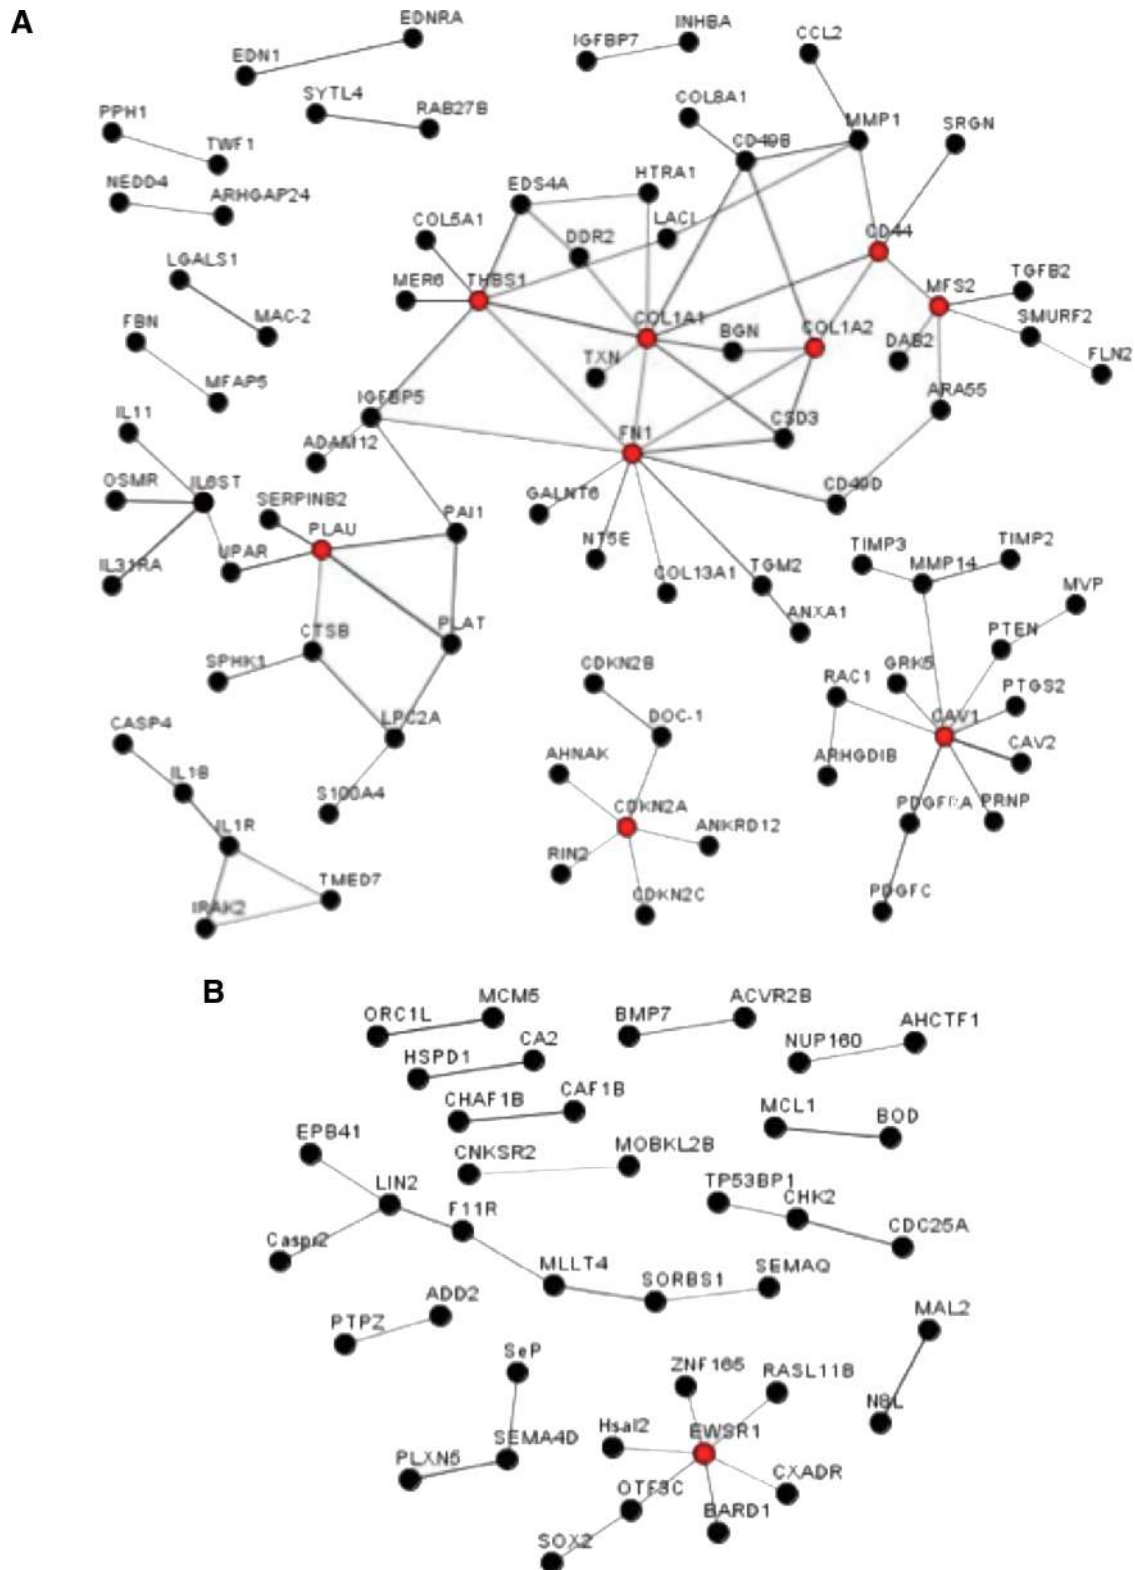 A
EDNRA
EDN1
IGFBP7
INHBA
CCL2
SYTL4
RAB27B
COL8A1
CD49B
MMP1
SRGN
PPH1
TWF1
NEDD4
ARHGAP24
EDS4A
HTRA1
COL5A1
DDR2
LACI
CD44
LGALS1
MER6
THBS1
MFS2
TGFB2
MAC-2
COL1A1
BGN
COL1A2
SMURF2
FBN
DAB2
FLN2
TXN
MFAP5
IGFBP5
ARA55
IL11
ADAM12
FN1
CSD3
OSMR
IL6ST
SERPINB2
GALNT6
CD49D
PLAU
PAI1
UPAR
NT5E
TIMP3
MMP14
TIMP2
IL31RA
COL13A1
TGM2
MVP
ANXA1
CTSB
PLAT
PTEN
SPHK1
CDKN2B
RAC1
GRK5
PTGS2
CASP4
LPC2A
DOC-1
CAV1
CAV2
IL1B
AHNAK
ARHGDIB
S100A4
CDKN2A
PDGFRA
PRNP
IL1R
ANKRD12
RIN2
TMED7
CDKN2C
PDGFC
IRAK2
B
ORC1L
MCM5
BMP7
ACVR2B
HSPD1
CA2
NUP160
AHCTF1
CHAF1B
CAF1B
MCL1
BOD
EPB41
CNKSR2
MOBKL2B
LIN2
F11R
TP53BP1
CHK2
CDC25A
Caspr2
MLLT4
SORBS1
SEMAQ
PTPZ
ADD2
MAL2
SeP
ZNF165
RASL11B
N8L
Hsal2
EWSR1
PLXN5
SEMA4D
OTF3C
CXADR
BARD1
SOX2